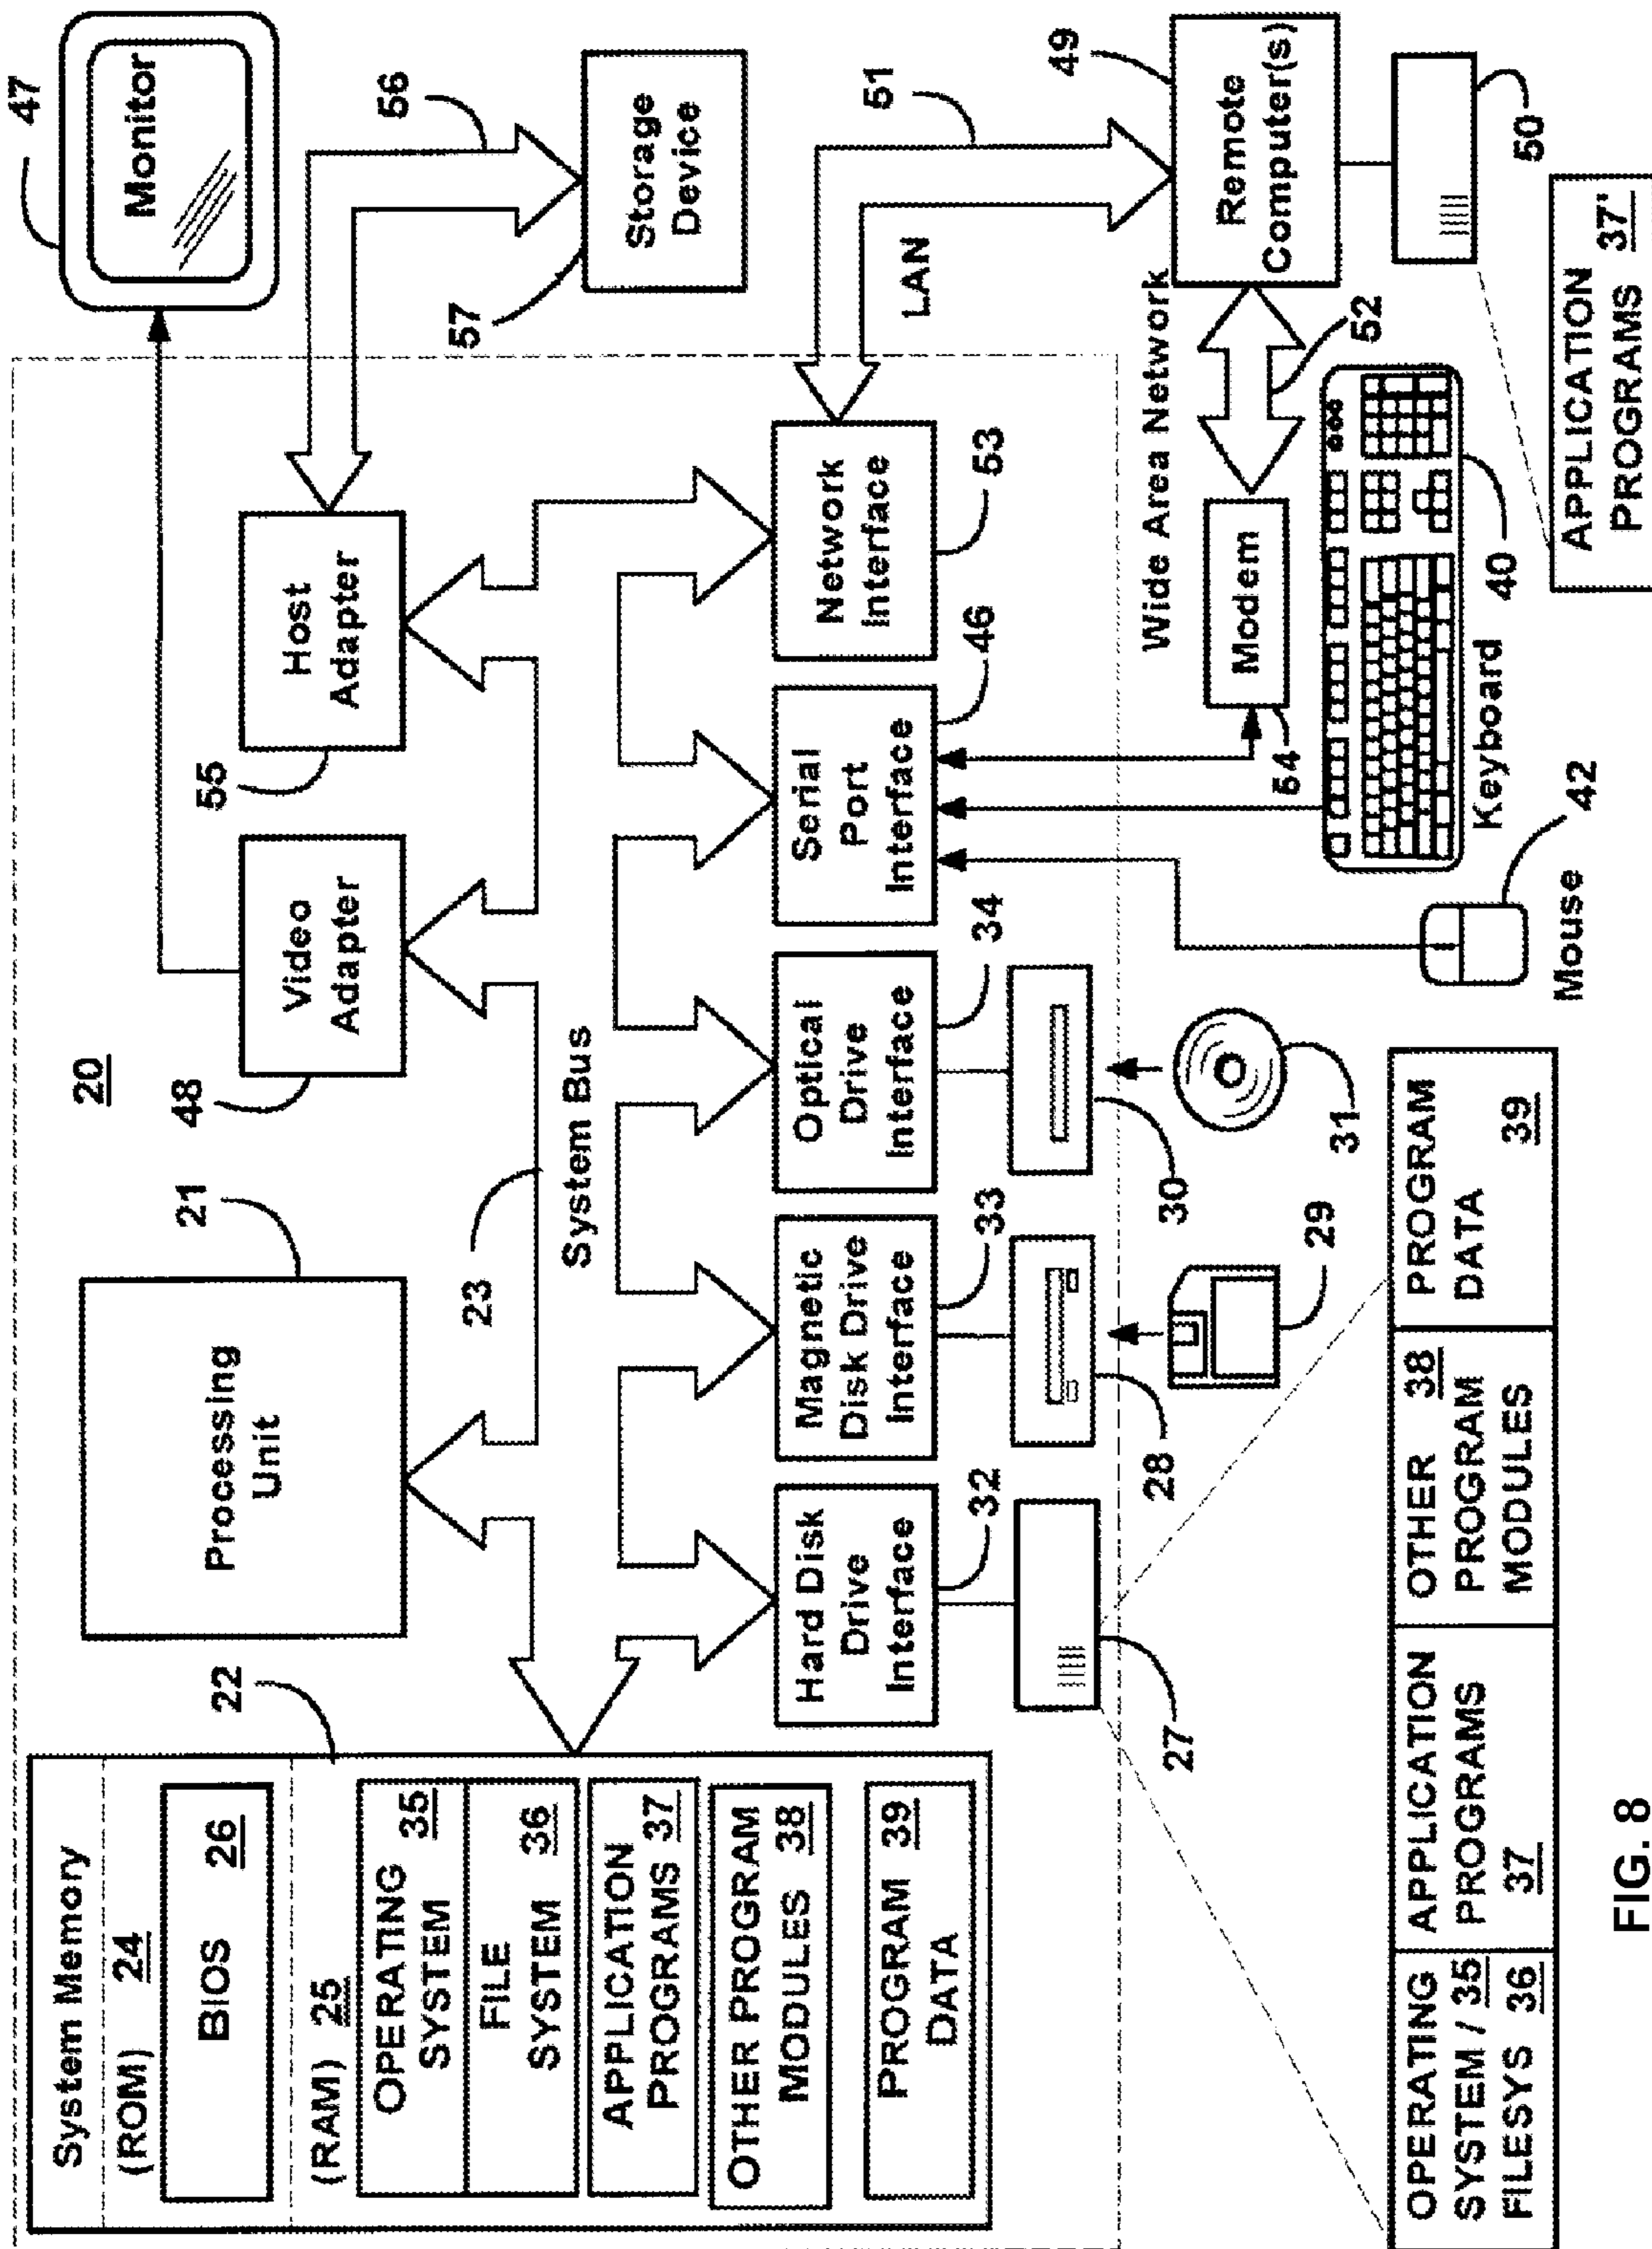 System Memory
(ROM) 24
BIOS 26
(RAM) 25
OPERATING
SYSTEM 35
FILE
SYSTEM 36
APPLICATION
PROGRAMS 37
OTHER PROGRAM
MODULES 38
PROGRAM 39
DATA
22
Processing
Unit
21
20
Video
Adapter
48
Host
Adapter
55
47
Monitor
56
Storage
Device
57
23
System Bus
Hard Disk
Drive
Interface
32
Magnetic
Disk Drive
Interface
33
Optical
Drive
Interface
34
Serial
Port
Interface
46
Network
Interface
53
LAN
51
49
Remote
Computer(s)
Wide Area Network
52
Modem
54
50
27
28
29
30
31
Mouse
42
Keyboard
40
APPLICATION
PROGRAMS 37'
OPERATING
SYSTEM / 35
FILESYS 36
APPLICATION
PROGRAMS
37
OTHER 38
PROGRAM
MODULES
PROGRAM
DATA
39
FIG. 8